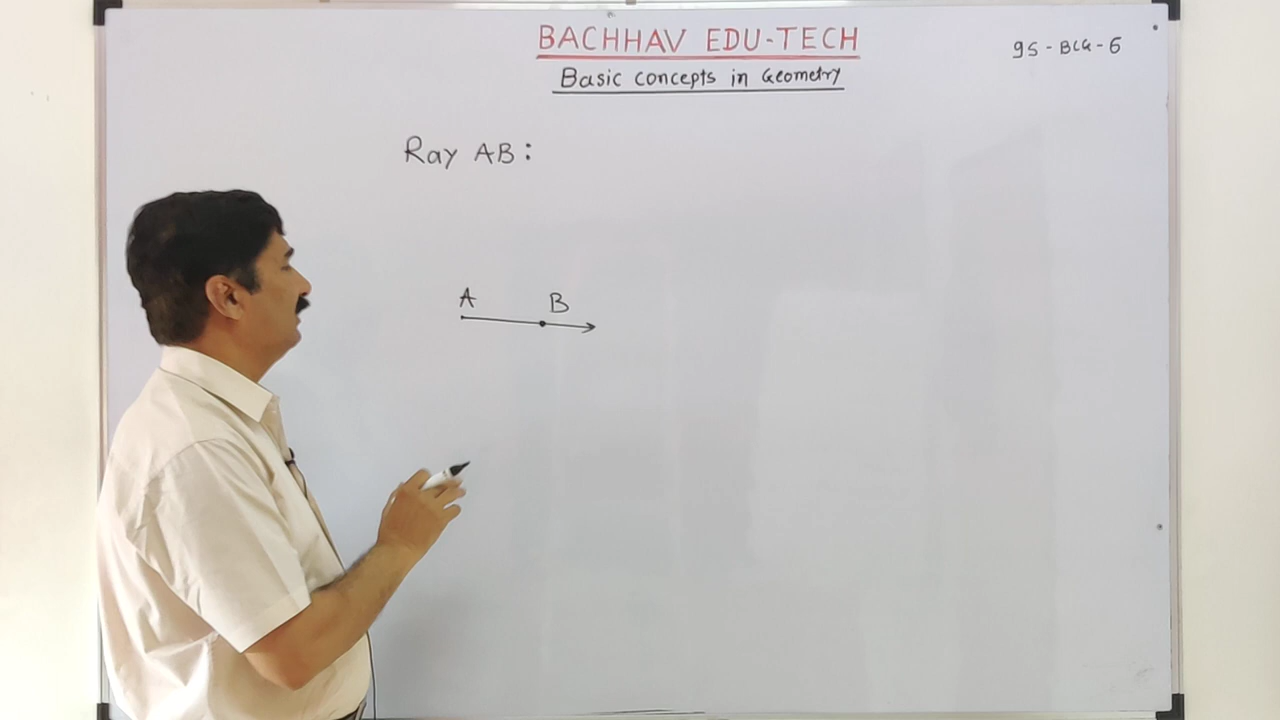 BACHHAV EDU-TECH
Basic concepts in Geometry
9S-BCG-6
Ray AB:
A B